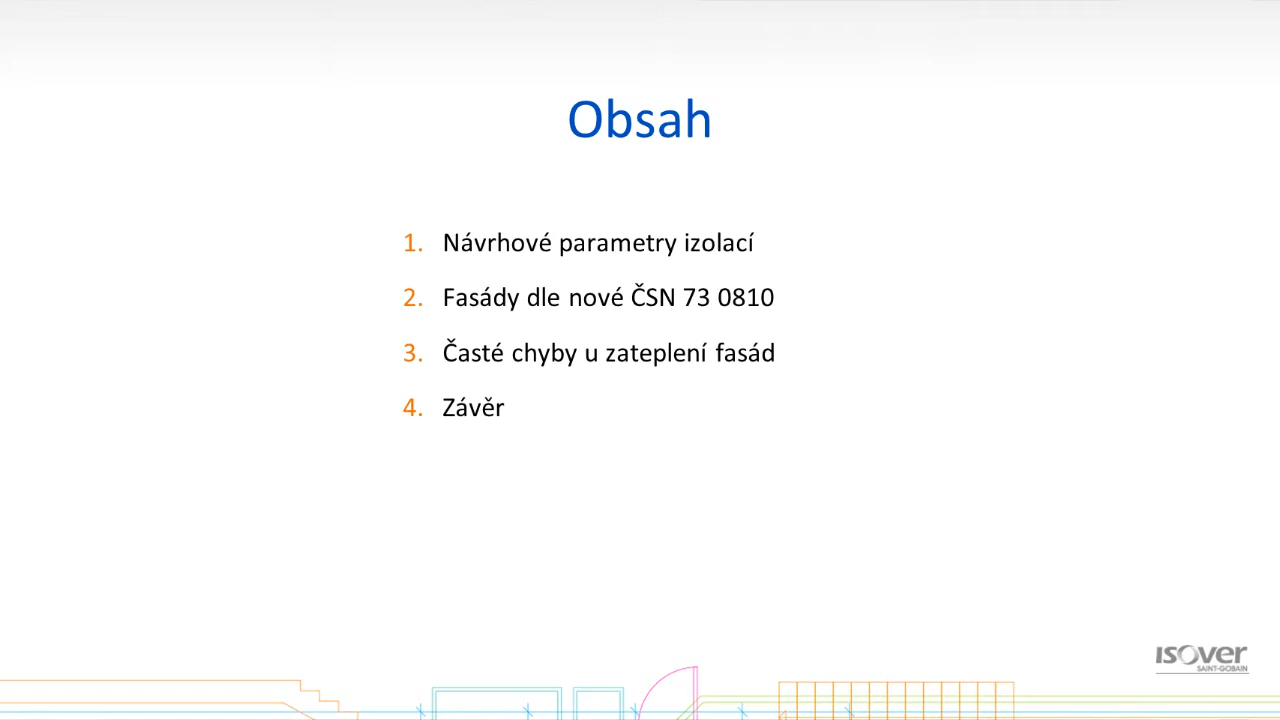 Obsah
1. Návrhové parametry izolací
2. Fasády dle nové ČSN 73 0810
3. Časté chyby u zateplení fasád
4. Závěr
isover
SAINT-GOBAIN